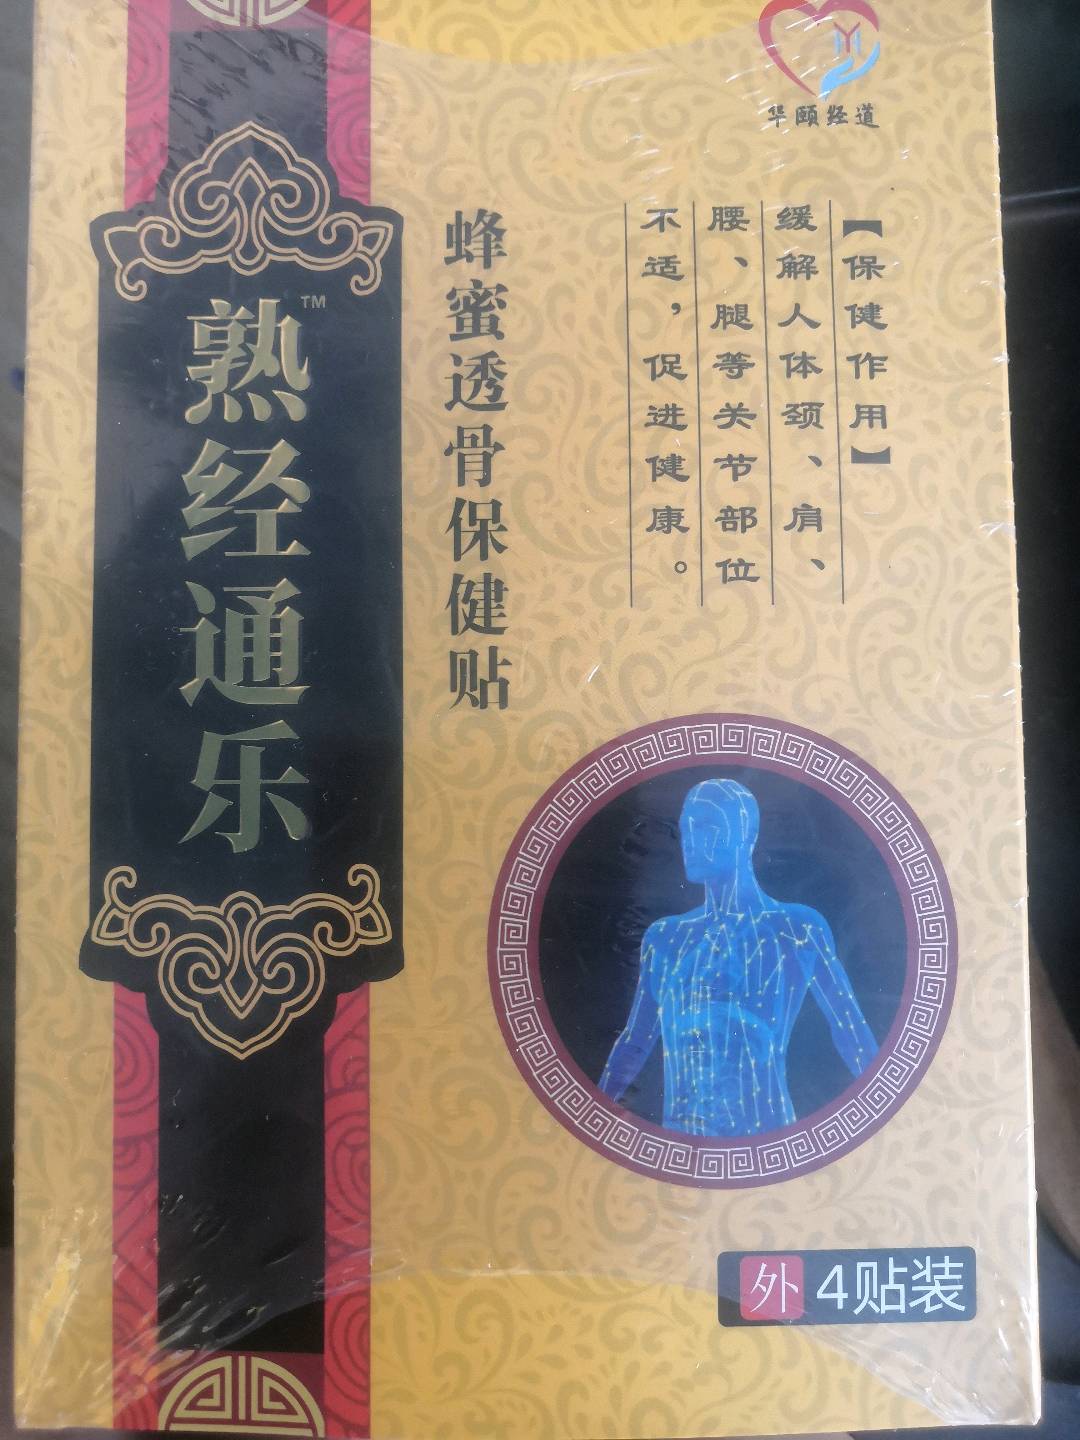 华颐经道
【保健作用】
缓解人体颈、肩、
腰、腿等关节部位
不适，促进健康。
蜂蜜透骨保健贴
熟经通乐™
外 4贴装